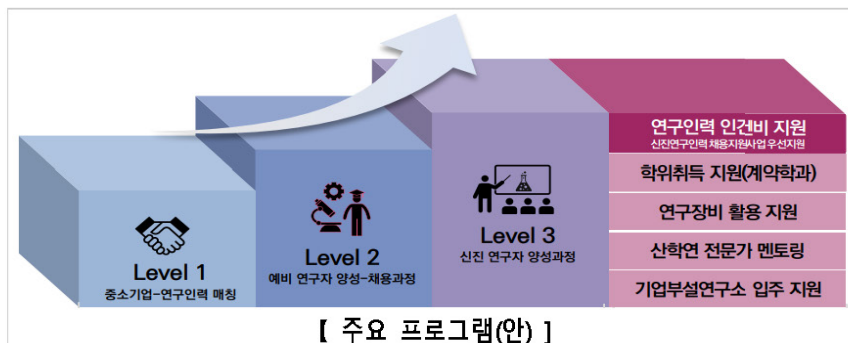 Level 1
중소기업-연구인력 매칭
Level 2
예비 연구자 양성-채용과정
Level 3
신진 연구자 양성과정
연구인력 인건비 지원
신진연구인력 채용지원사업 우선지원
학위취득 지원(계약학과)
연구장비 활용 지원
산학연 전문가 멘토링
기업부설연구소 입주 지원
[ 주요 프로그램(안) ]